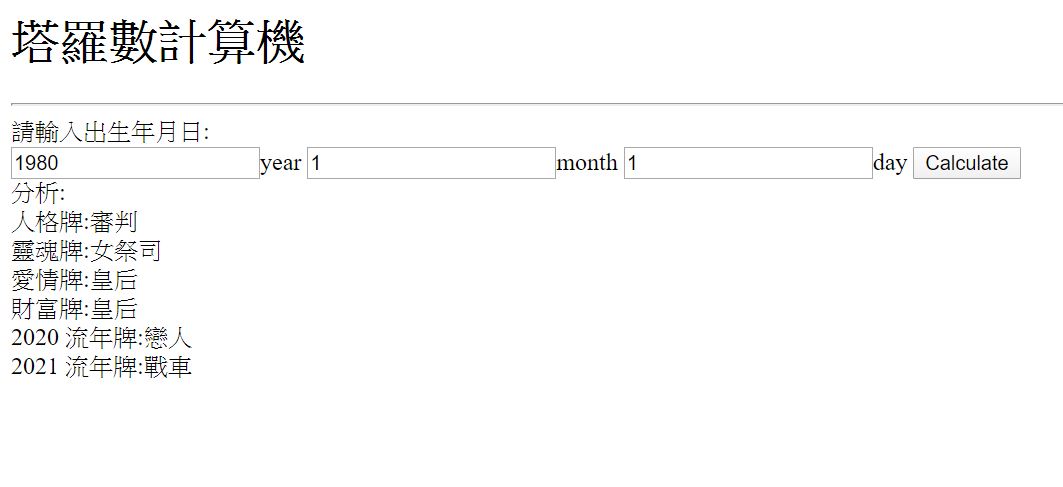 塔羅數計算機
請輸入出生年月日:
1980 year 1 month 1 day Calculate
分析:
人格牌:審判
靈魂牌:女祭司
愛情牌:皇后
財富牌:皇后
2020 流年牌:戀人
2021 流年牌:戰車